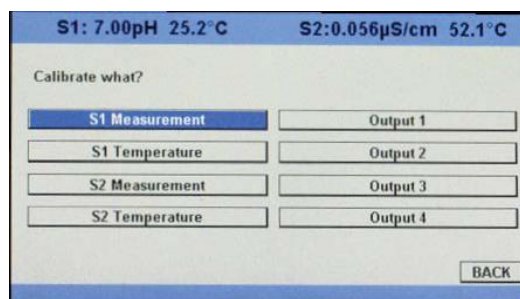 S1: 7.00pH 25.2°C S2:0.056µS/cm 52.1°C
Calibrate what?
S1 Measurement Output 1
S1 Temperature Output 2
S2 Measurement Output 3
S2 Temperature Output 4
BACK